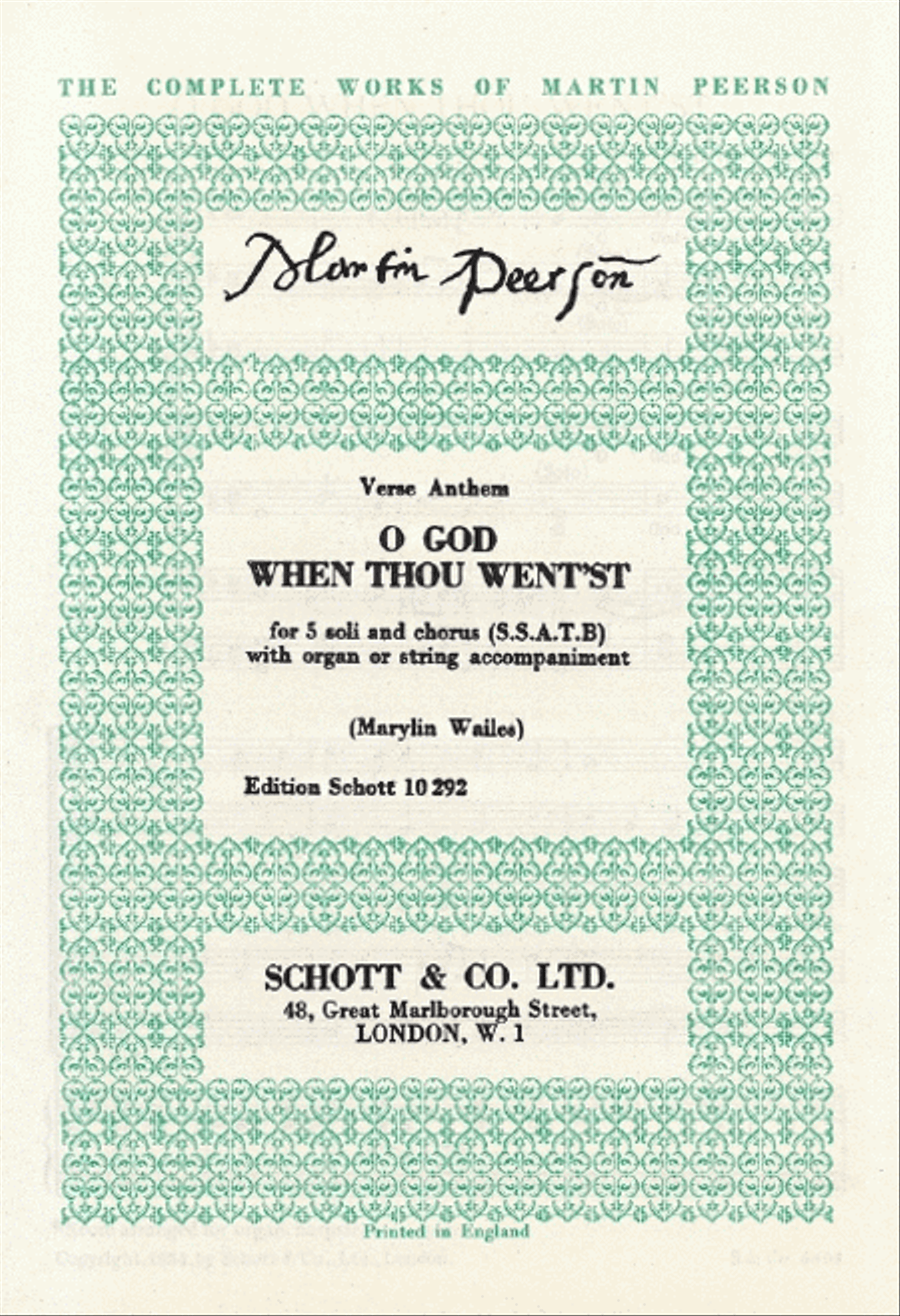 THE COMPLETE WORKS OF MARTIN PEERSON
Martin Peerson
Verse Anthem
O GOD
WHEN THOU WENT'ST
for 5 soli and chorus (S.S.A.T.B)
with organ or string accompaniment
(Marylin Wailes)
Edition Schott 10292
SCHOTT & CO. LTD.
48, Great Marlborough Street,
LONDON, W. 1
Printed in England